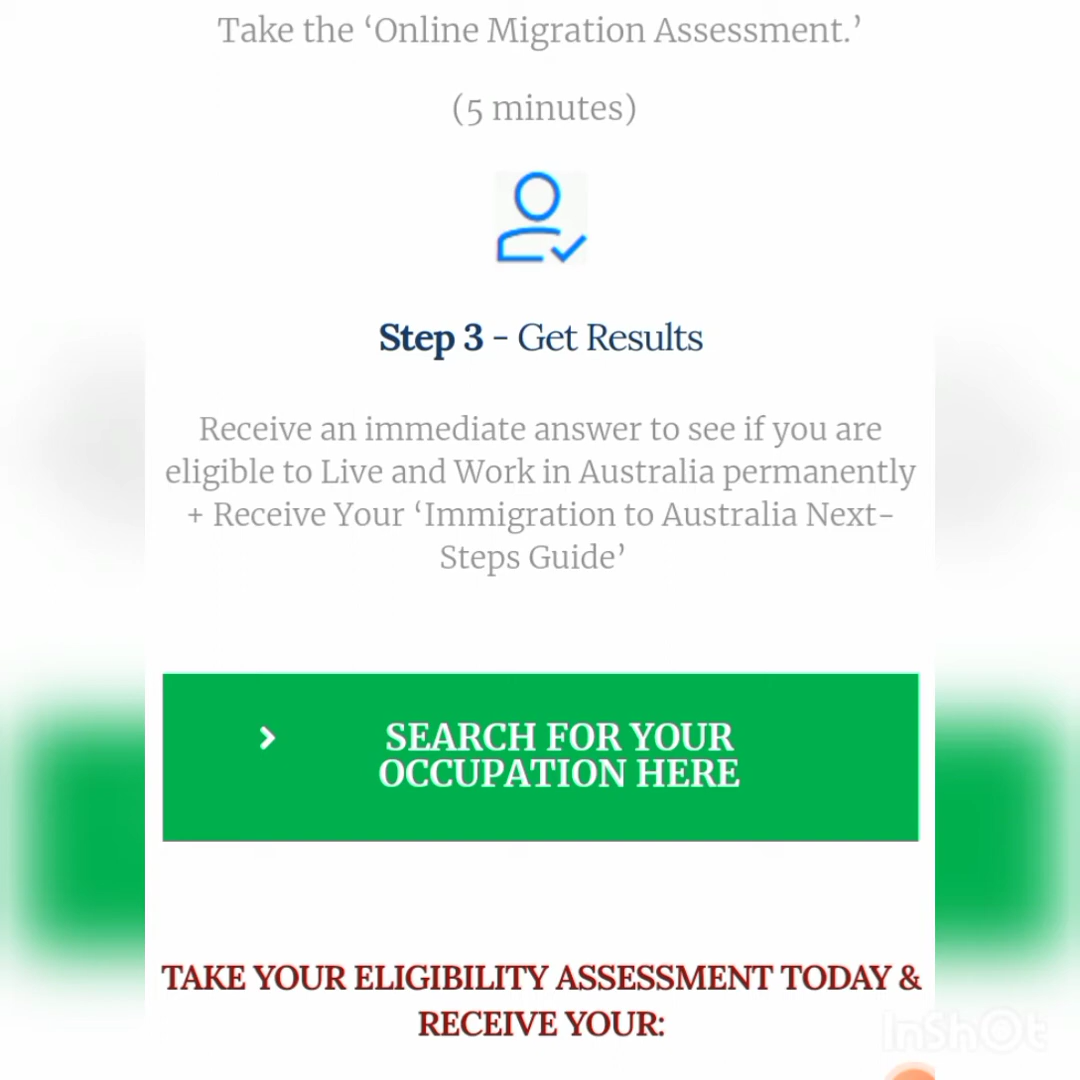 Take the ‘Online Migration Assessment.’
(5 minutes)
Step 3 - Get Results
Receive an immediate answer to see if you are
eligible to Live and Work in Australia permanently
+ Receive Your ‘Immigration to Australia Next-
Steps Guide’
SEARCH FOR YOUR
OCCUPATION HERE
TAKE YOUR ELIGIBILITY ASSESSMENT TODAY &
RECEIVE YOUR:
InShOt